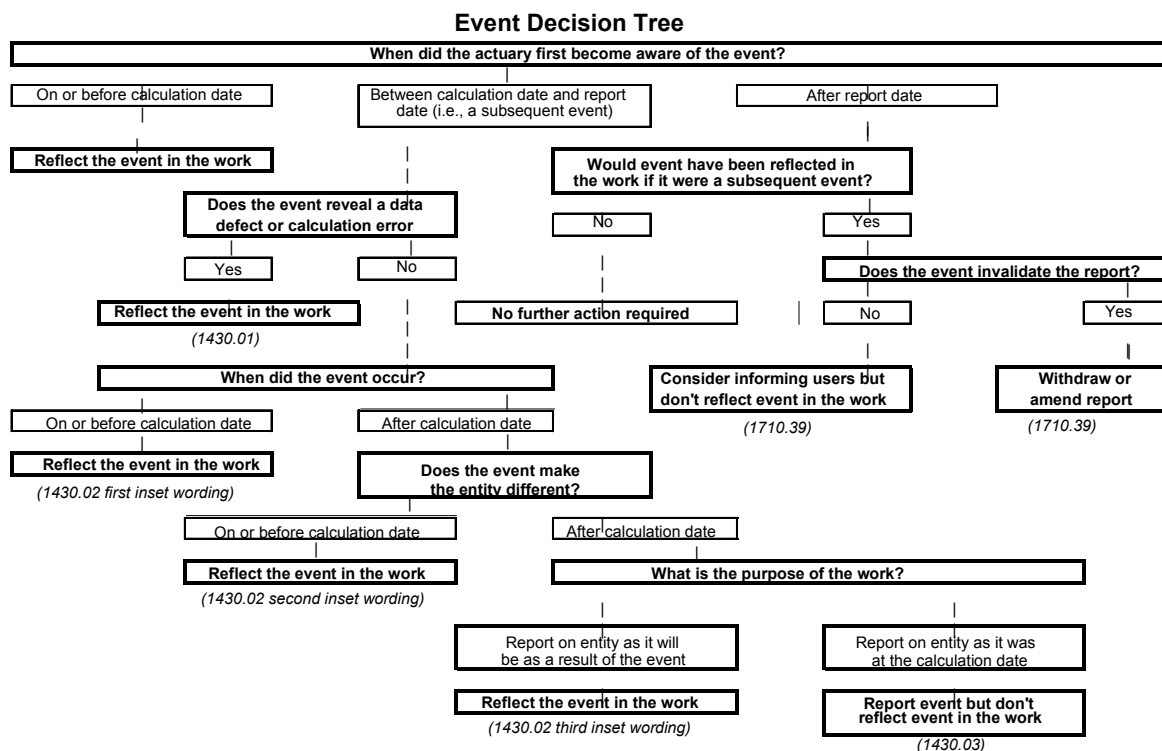 Event Decision Tree
When did the actuary first become aware of the event?
On or before calculation date
Between calculation date and report
date (i.e., a subsequent event)
After report date
Reflect the event in the work
Would event have been reflected in
the work if it were a subsequent event?
Does the event reveal a data
defect or calculation error
No
Yes
Yes
No
Does the event invalidate the report?
Reflect the event in the work
(1430.01)
No further action required
No
Yes
When did the event occur?
Consider informing users but
don't reflect event in the work
(1710.39)
Withdraw or
amend report
(1710.39)
On or before calculation date
After calculation date
Reflect the event in the work
(1430.02 first inset wording)
Does the event make
the entity different?
On or before calculation date
After calculation date
Reflect the event in the work
(1430.02 second inset wording)
What is the purpose of the work?
Report on entity as it will
be as a result of the event
Report on entity as it was
at the calculation date
Reflect the event in the work
(1430.02 third inset wording)
Report event but don't
reflect event in the work
(1430.03)